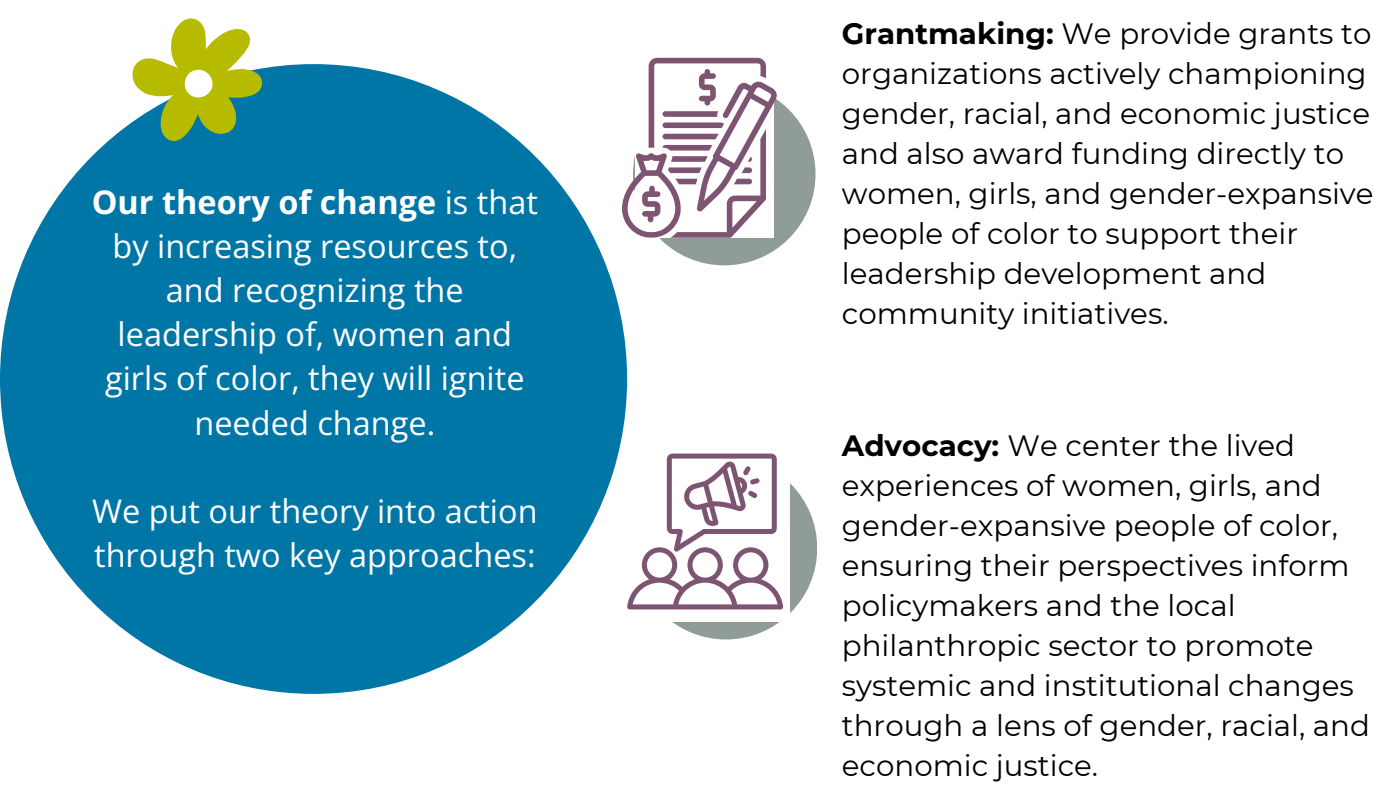 Our theory of change is that
by increasing resources to,
and recognizing the
leadership of, women and
girls of color, they will ignite
needed change.
We put our theory into action
through two key approaches:
$
$
Grantmaking: We provide grants to
organizations actively championing
gender, racial, and economic justice
and also award funding directly to
women, girls, and gender-expansive
people of color to support their
leadership development and
community initiatives.
Advocacy: We center the lived
experiences of women, girls, and
gender-expansive people of color,
ensuring their perspectives inform
policymakers and the local
philanthropic sector to promote
systemic and institutional changes
through a lens of gender, racial, and
economic justice.